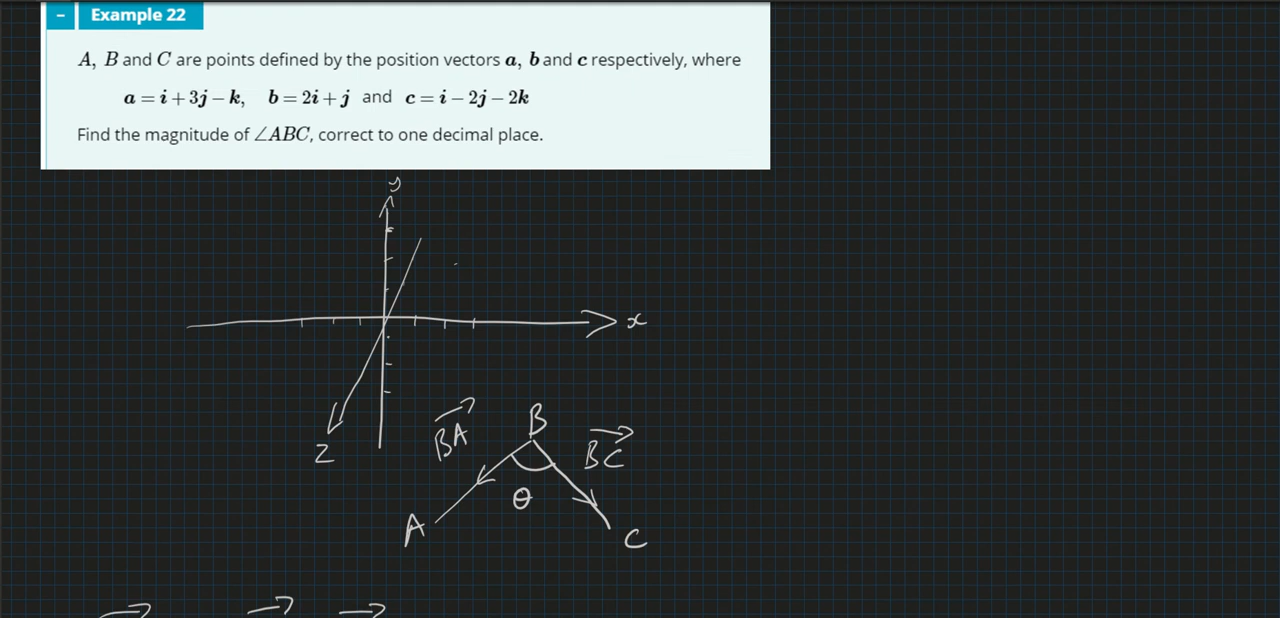 − Example 22
A, B and C are points defined by the position vectors a, b and c respectively, where
a = i + 3j − k, b = 2i + j and c = i − 2j − 2k
Find the magnitude of ∠ABC, correct to one decimal place.
y
x
z
BA
B
BC
θ
A
C